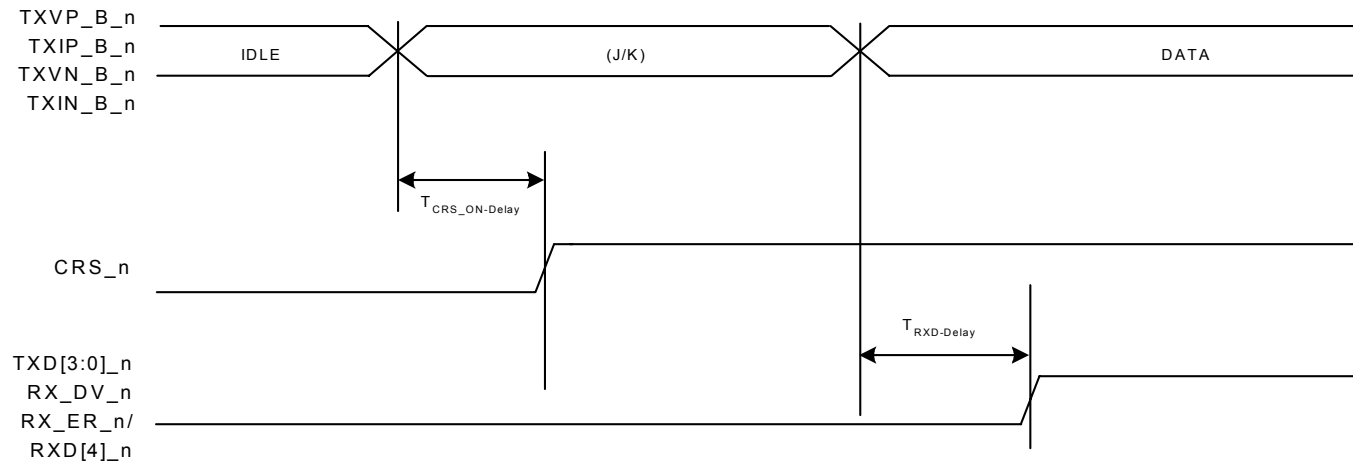 TXVP_B_n
TXIP_B_n
TXVN_B_n
TXIN_B_n
IDLE
(J/K)
DATA
T CRS_ON-Delay
CRS_n
T RXD-Delay
TXD[3:0]_n
RX_DV_n
RX_ER_n/
RXD[4]_n